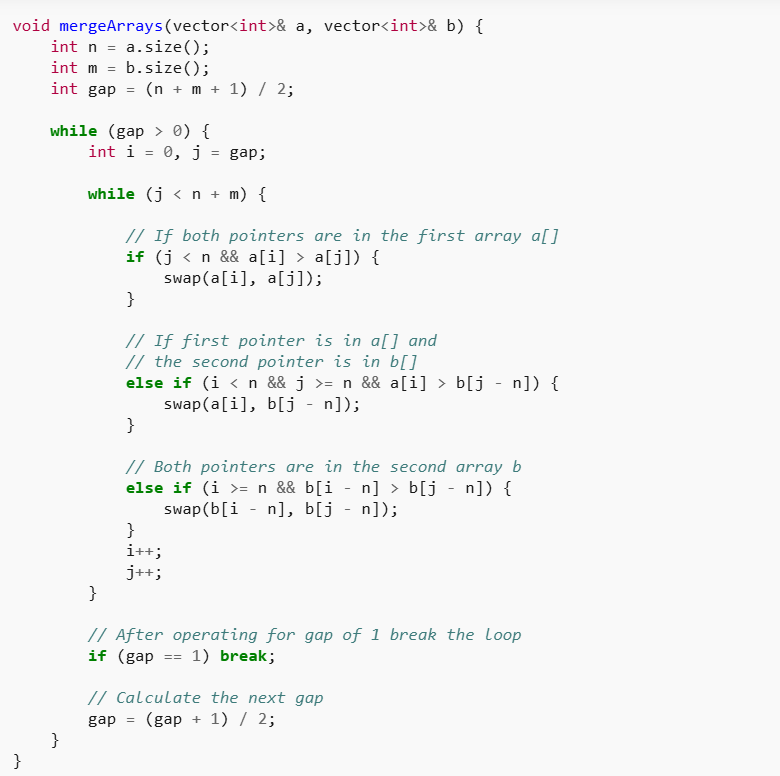 void mergeArrays(vector<int>& a, vector<int>& b) {
    int n = a.size();
    int m = b.size();
    int gap = (n + m + 1) / 2;

    while (gap > 0) {
        int i = 0, j = gap;

        while (j < n + m) {

            // If both pointers are in the first array a[]
            if (j < n && a[i] > a[j]) {
                swap(a[i], a[j]);
            }

            // If first pointer is in a[] and
            // the second pointer is in b[]
            else if (i < n && j >= n && a[i] > b[j - n]) {
                swap(a[i], b[j - n]);
            }

            // Both pointers are in the second array b
            else if (i >= n && b[i - n] > b[j - n]) {
                swap(b[i - n], b[j - n]);
            }
            i++;
            j++;
        }

        // After operating for gap of 1 break the loop
        if (gap == 1) break;

        // Calculate the next gap
        gap = (gap + 1) / 2;
    }
}